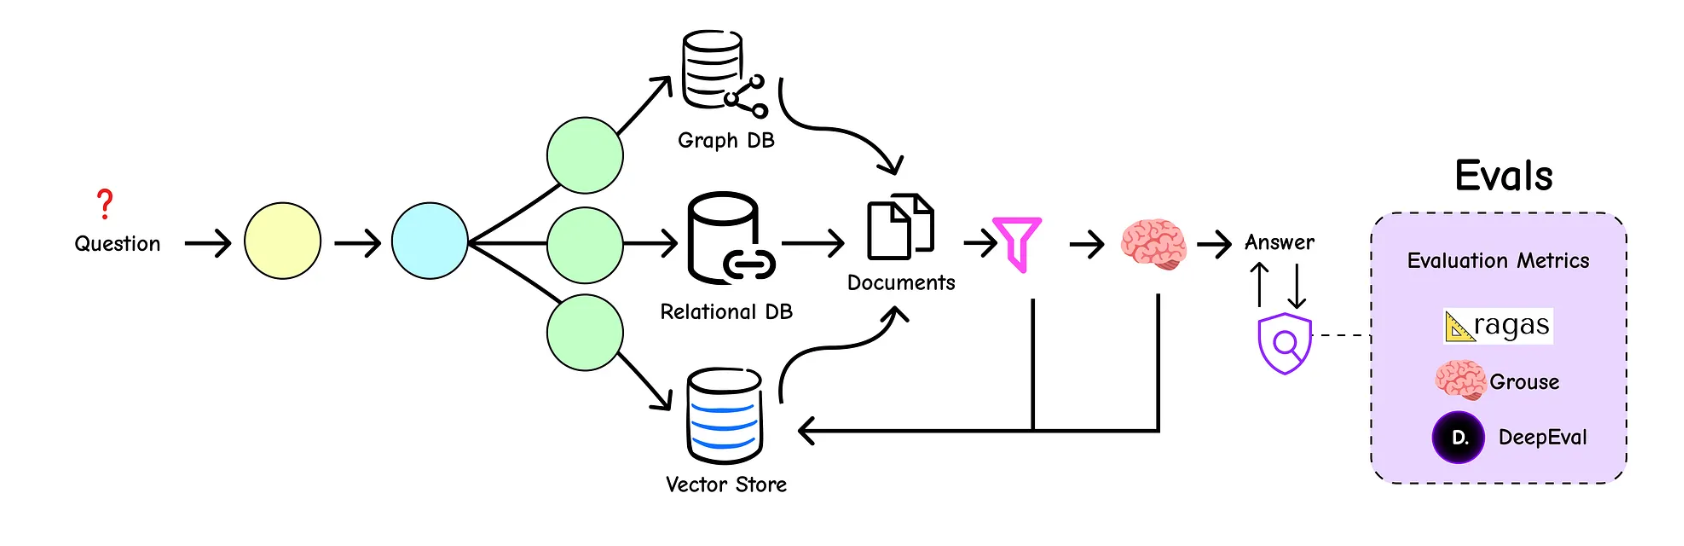 ?
Question
Graph DB
Relational DB
Vector Store
Documents
Answer
Evals
Evaluation Metrics
ragas
Grouse
D.
DeepEval